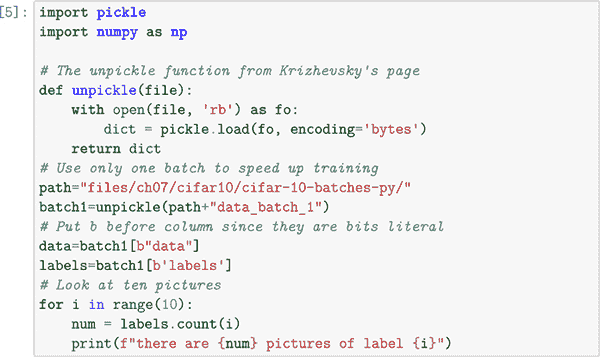 [5]: import pickle
import numpy as np

# The unpickle function from Krizhevsky's page
def unpickle(file):
    with open(file, 'rb') as fo:
        dict = pickle.load(fo, encoding='bytes')
    return dict
# Use only one batch to speed up training
path="files/ch07/cifar10/cifar-10-batches-py/"
batch1=unpickle(path+"data_batch_1")
# Put b before column since they are bits literal
data=batch1[b"data"]
labels=batch1[b'labels']
# Look at ten pictures
for i in range(10):
    num = labels.count(i)
    print(f"there are {num} pictures of label {i}")